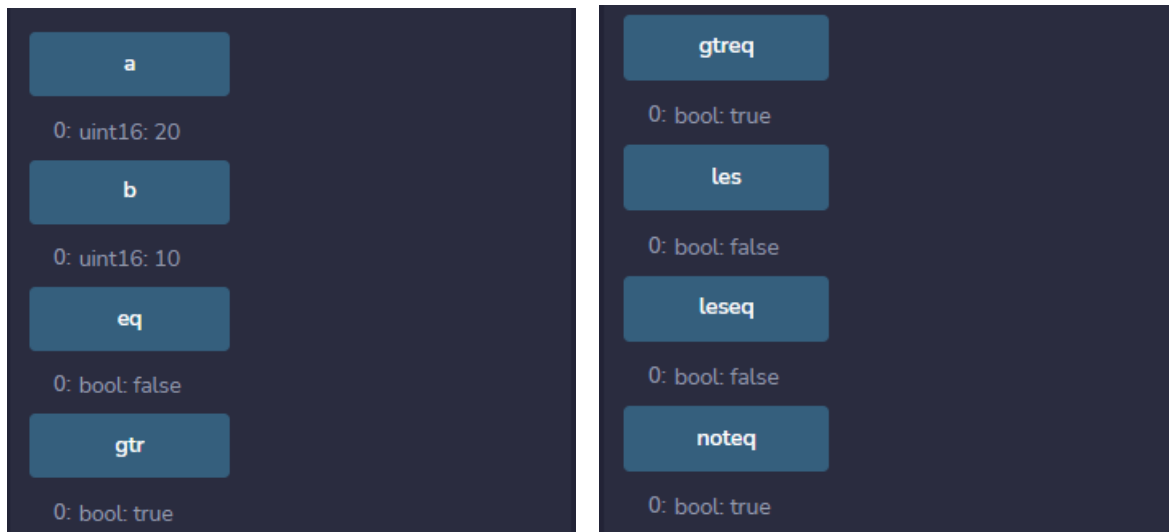 a
0: uint16: 20
b
0: uint16: 10
eq
0: bool: false
gtr
0: bool: true
gtreq
0: bool: true
les
0: bool: false
leseq
0: bool: false
noteq
0: bool: true